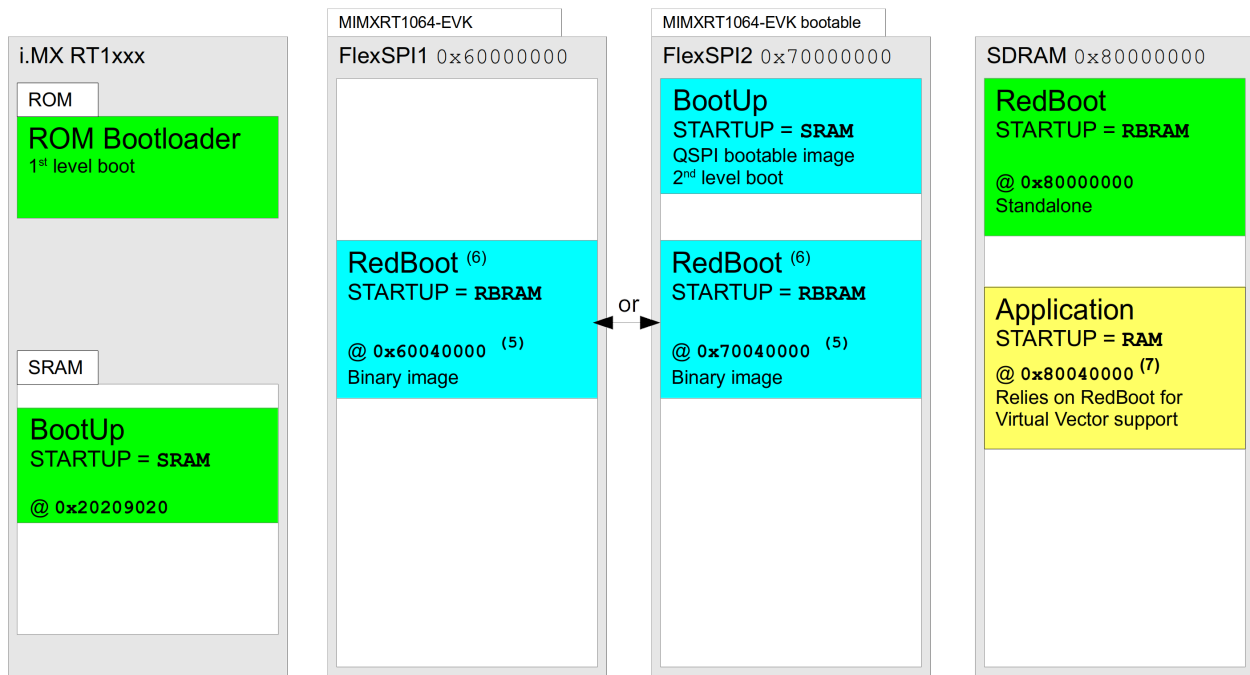 i.MX RT1xxx
ROM
ROM Bootloader
1st level boot
SRAM
BootUp
STARTUP = SRAM
@ 0x20209020
MIMXRT1064-EVK
FlexSPI1 0x60000000
RedBoot (6)
STARTUP = RBRAM
@ 0x60040000 (5)
Binary image
or
MIMXRT1064-EVK bootable
FlexSPI2 0x70000000
BootUp
STARTUP = SRAM
QSPI bootable image
2nd level boot
RedBoot (6)
STARTUP = RBRAM
@ 0x70040000 (5)
Binary image
SDRAM 0x80000000
RedBoot
STARTUP = RBRAM
@ 0x80000000
Standalone
Application
STARTUP = RAM
@ 0x80040000 (7)
Relies on RedBoot for
Virtual Vector support